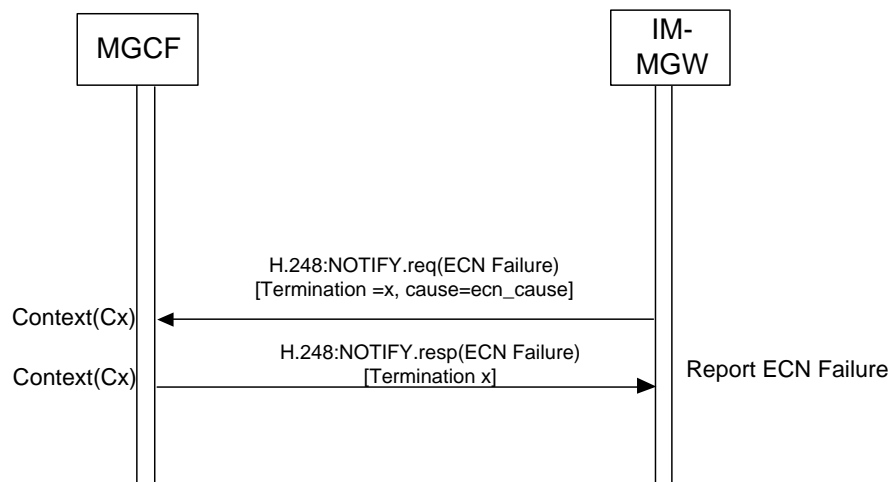 MGCF
IM-
MGW
H.248:NOTIFY.req(ECN Failure)
[Termination =x, cause=ecn_cause]
Context(Cx)
H.248:NOTIFY.resp(ECN Failure)
[Termination x]
Context(Cx)
Report ECN Failure